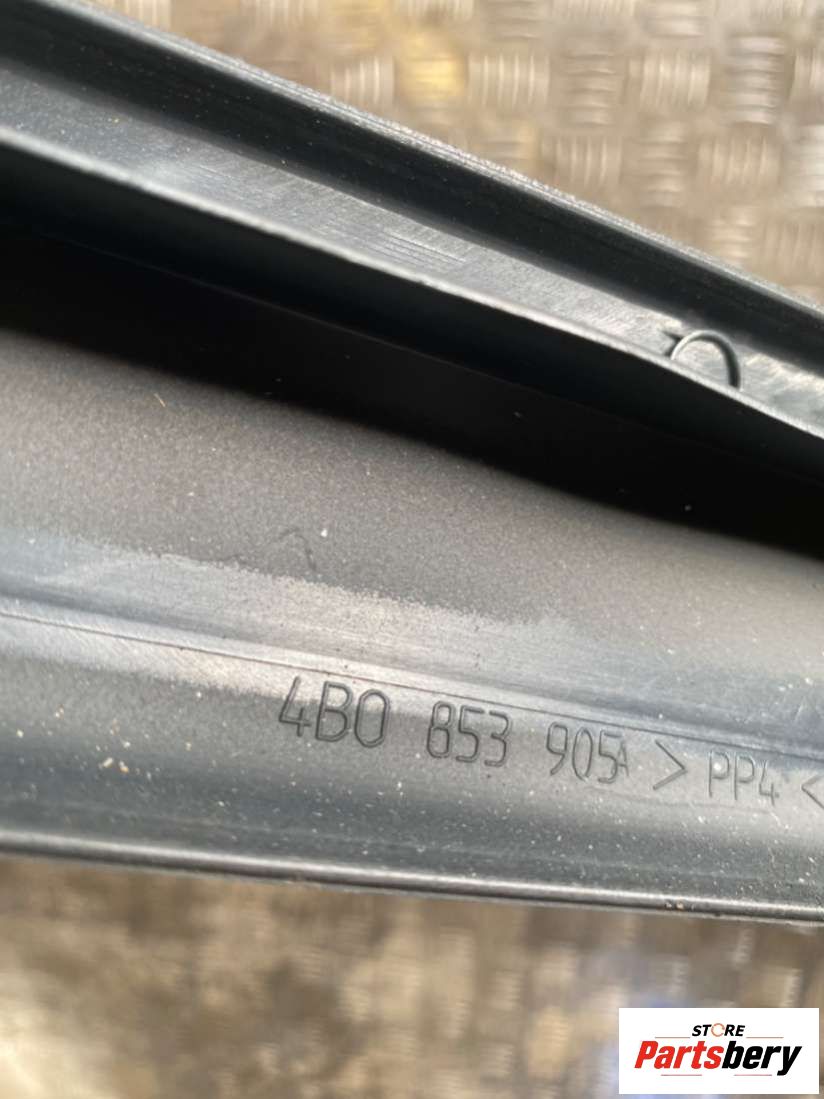 4B0 853 905A > PP4 <
STORE
Partsbery